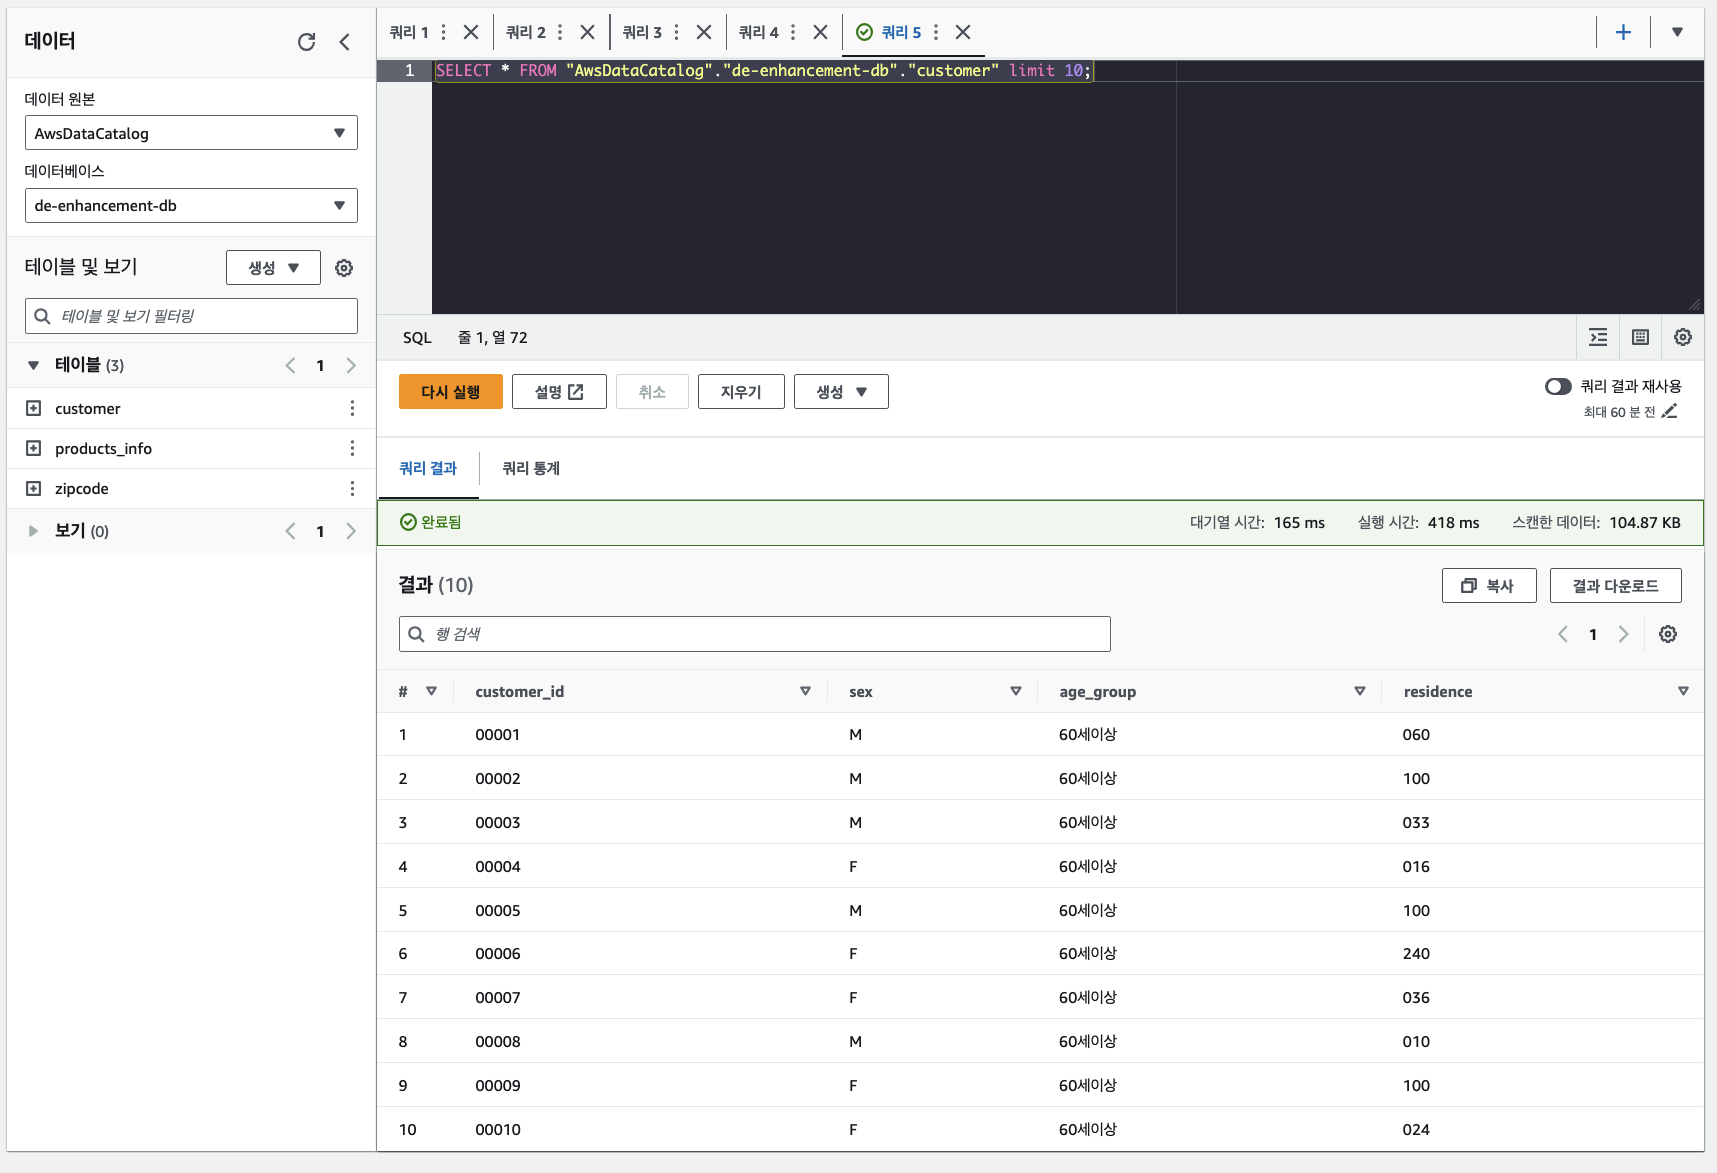 데이터
데이터 원본
AwsDataCatalog
데이터베이스
de-enhancement-db
테이블 및 보기
생성
테이블 및 보기 필터링
테이블 (3)
1
customer
products_info
zipcode
보기 (0)
1
쿼리 1
쿼리 2
쿼리 3
쿼리 4
쿼리 5
1 SELECT * FROM "AwsDataCatalog"."de-enhancement-db"."customer" limit 10;
SQL 줄 1, 열 72
다시 실행 설명 취소 지우기 생성
쿼리 결과 재사용
최대 60 분 전
쿼리 결과 쿼리 통계
완료됨 대기열 시간: 165 ms 실행 시간: 418 ms 스캔한 데이터: 104.87 KB
결과 (10)
복사 결과 다운로드
행 검색
1
# customer_id sex age_group residence
1 00001 M 60세이상 060
2 00002 M 60세이상 100
3 00003 M 60세이상 033
4 00004 F 60세이상 016
5 00005 M 60세이상 100
6 00006 F 60세이상 240
7 00007 F 60세이상 036
8 00008 M 60세이상 010
9 00009 F 60세이상 100
10 00010 F 60세이상 024